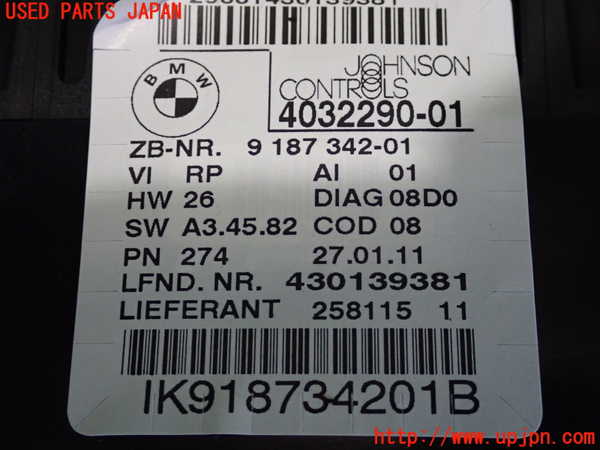 USED PARTS JAPAN
BMW
JOHNSON
CONTROLS
4032290-01
ZB-NR. 9 187 342-01
VI RP AI 01
HW 26 DIAG 08D0
SW A3.45.82 COD 08
PN 274 27.01.11
LFND. NR. 430139381
LIEFERANT 258115 11
IK918734201B
http://www.upjpn.com/